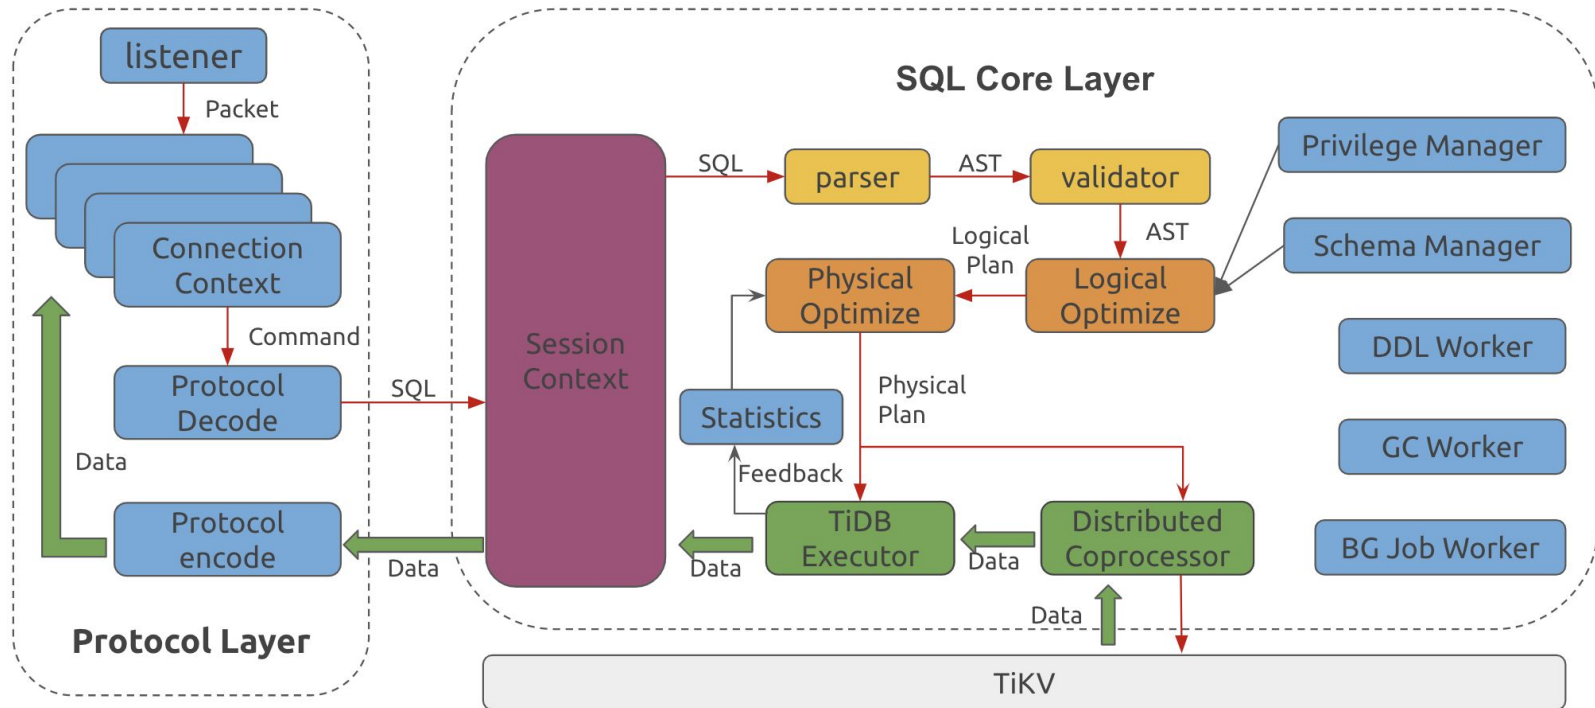 listener
Packet
Connection
Context
Command
Protocol
Decode
SQL
Data
Protocol
encode
Data
Protocol Layer
SQL Core Layer
Session
Context
SQL
parser
AST
validator
AST
Logical
Plan
Physical
Optimize
Logical
Optimize
Privilege Manager
Schema Manager
DDL Worker
GC Worker
BG Job Worker
Statistics
Feedback
Physical
Plan
TiDB
Executor
Distributed
Coprocessor
Data
Data
Data
TiKV